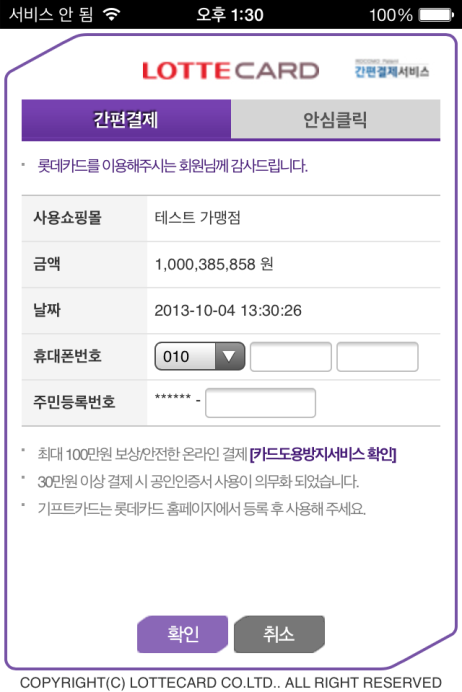 서비스 안 됨 오후 1:30 100%
LOTTE CARD 간편결제서비스
간편결제 안심클릭
롯데카드를 이용해주시는 회원님께 감사드립니다.
사용쇼핑몰 테스트 가맹점
금액 1,000,385,858 원
날짜 2013-10-04 13:30:26
휴대폰번호 010
주민등록번호 ****** -
최대 100만원 보상/안전한 온라인 결제 [카드도용방지서비스 확인]
30만원 이상 결제 시 공인인증서 사용이 의무화 되었습니다.
기프트카드는 롯데카드 홈페이지에서 등록 후 사용해 주세요.
확인 취소
COPYRIGHT(C) LOTTECARD CO.LTD.. ALL RIGHT RESERVED